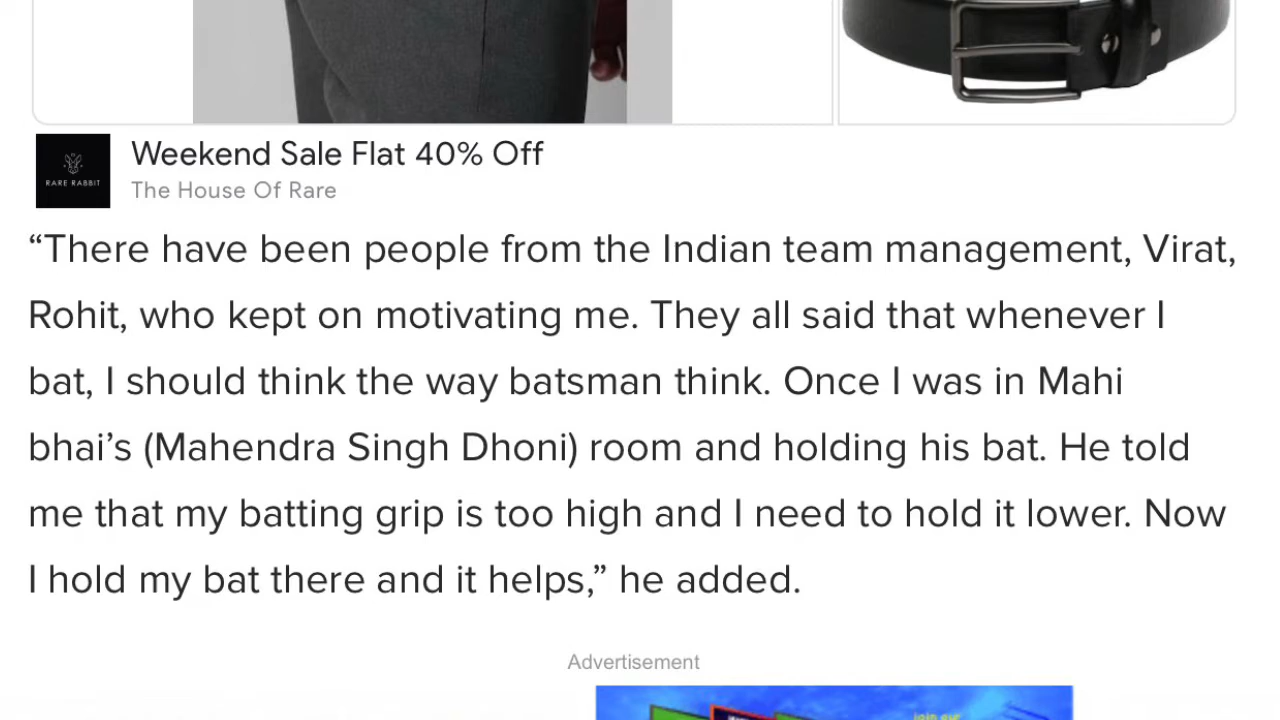 RARE RABBIT
Weekend Sale Flat 40% Off
The House Of Rare
“There have been people from the Indian team management, Virat,
Rohit, who kept on motivating me. They all said that whenever I
bat, I should think the way batsman think. Once I was in Mahi
bhai’s (Mahendra Singh Dhoni) room and holding his bat. He told
me that my batting grip is too high and I need to hold it lower. Now
I hold my bat there and it helps,” he added.
Advertisement
join our